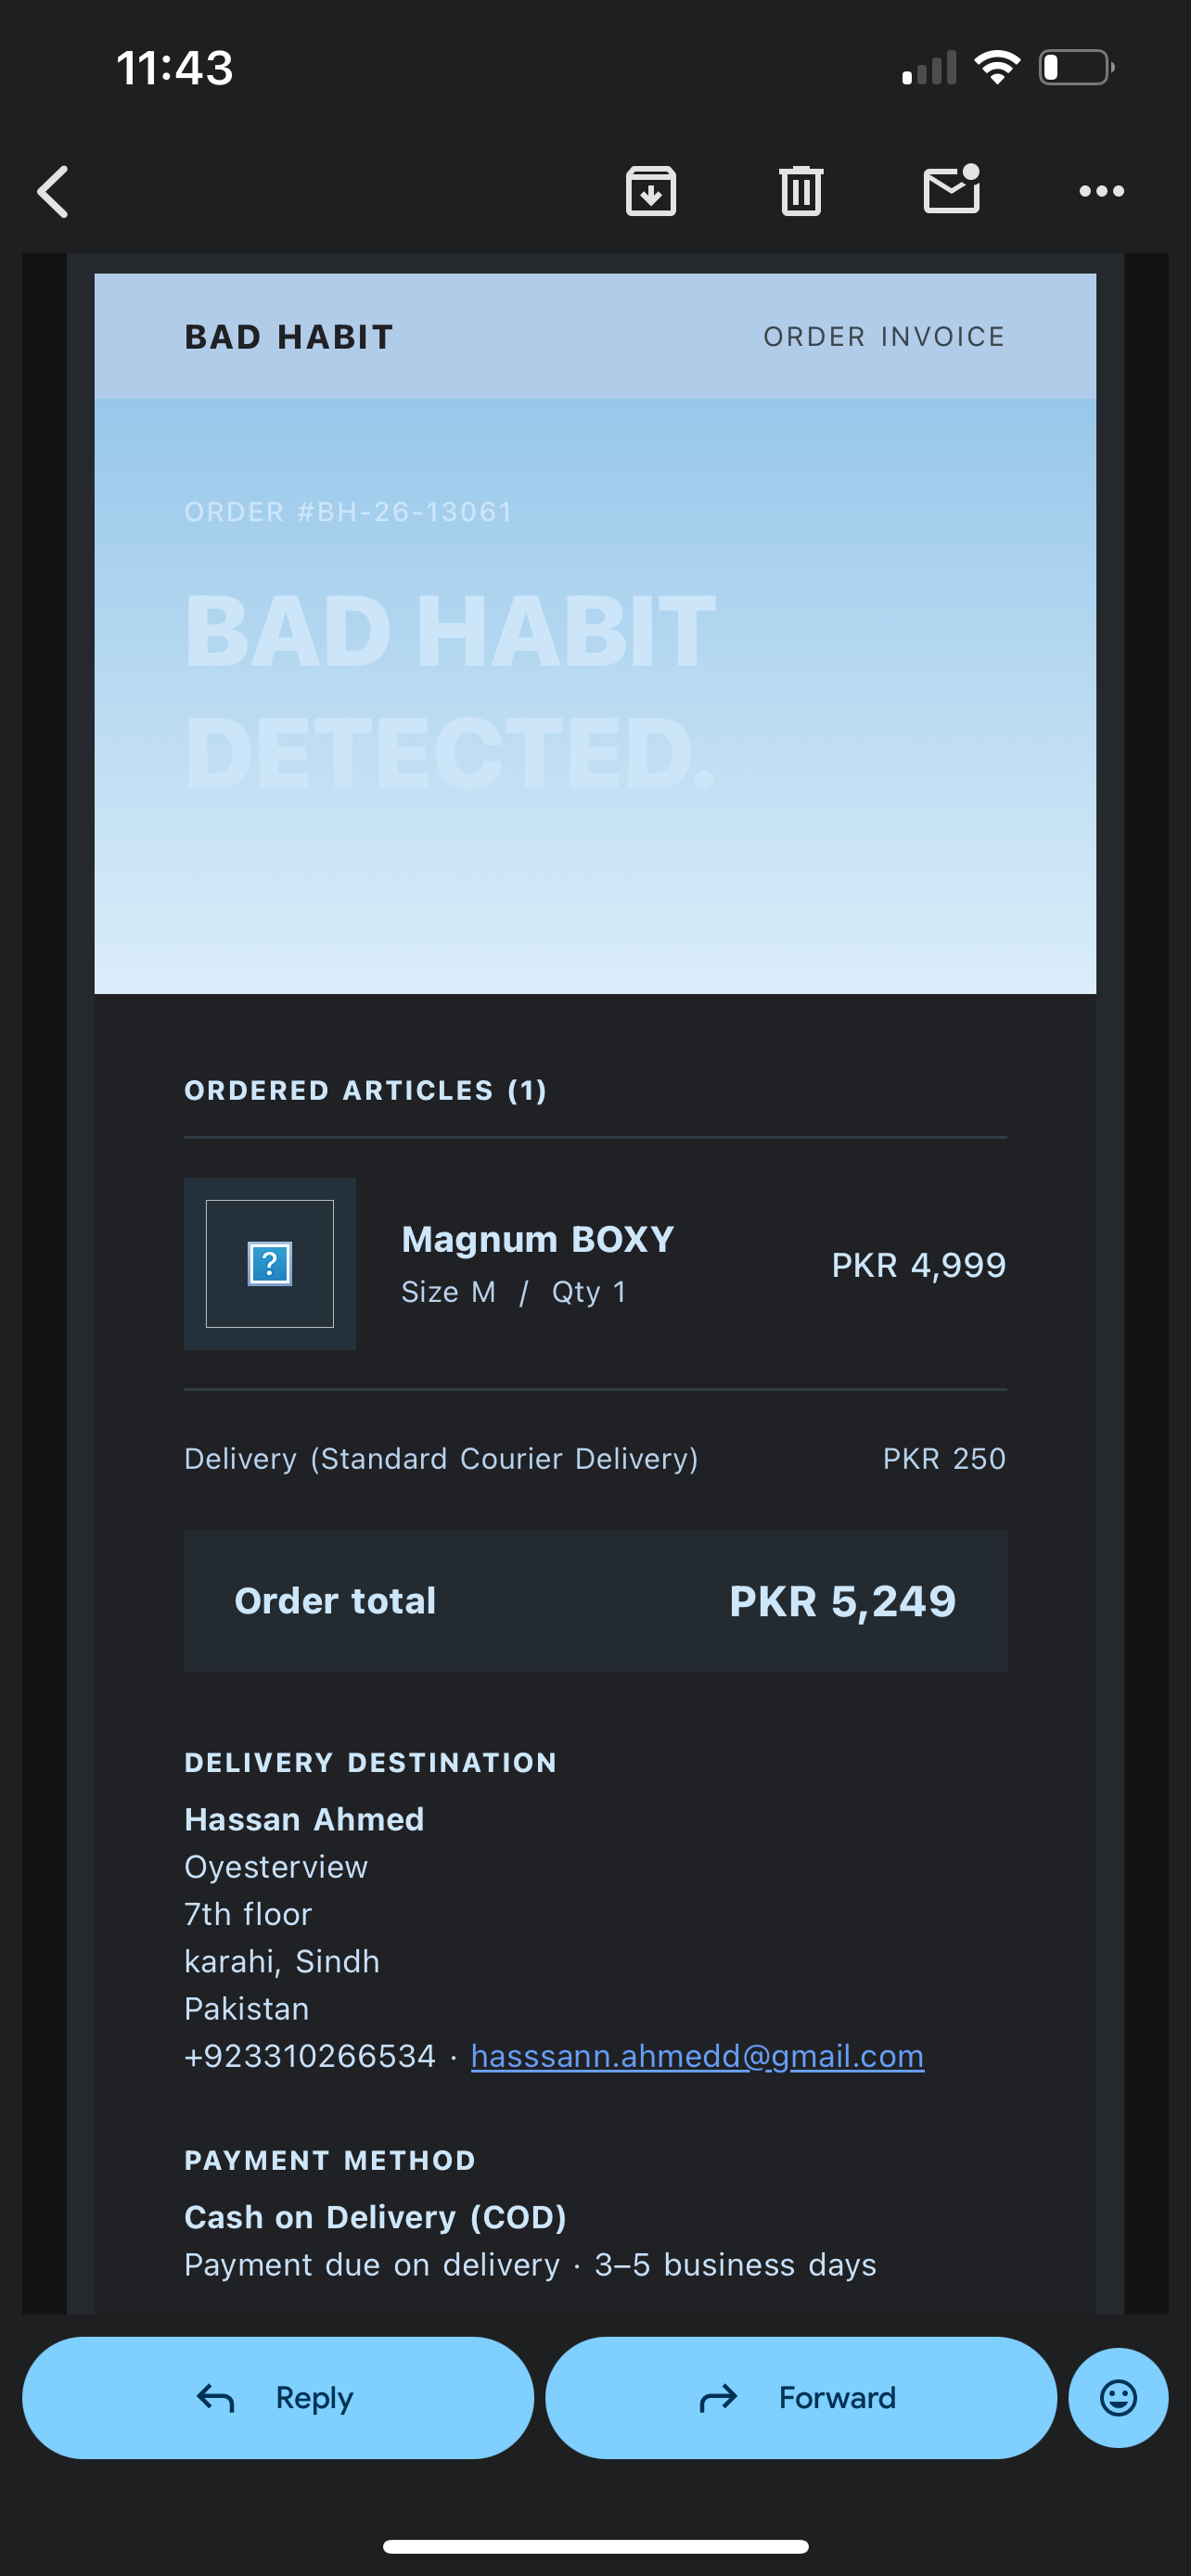 11:43
BAD HABIT
ORDER INVOICE
ORDER #BH-26-13061
BAD HABIT
DETECTED.
ORDERED ARTICLES (1)
Magnum BOXY
Size M / Qty 1
PKR 4,999
Delivery (Standard Courier Delivery)
PKR 250
Order total
PKR 5,249
DELIVERY DESTINATION
Hassan Ahmed
Oyesterview
7th floor
karahi, Sindh
Pakistan
+923310266534 · hasssann.ahmedd@gmail.com
PAYMENT METHOD
Cash on Delivery (COD)
Payment due on delivery · 3–5 business days
Reply
Forward